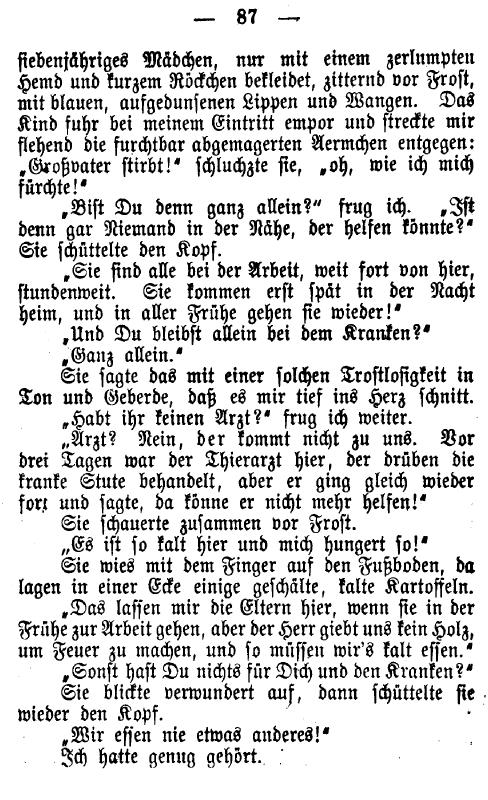 — 87 —
siebenjähriges Mädchen, nur mit einem zerlumpten
Hemd und kurzem Röckchen bekleidet, zitternd vor Frost,
mit blauen, aufgedunsenen Lippen und Wangen. Das
Kind fuhr bei meinem Eintritt empor und streckte mir
flehend die furchtbar abgemagerten Aermchen entgegen:
„Großvater stirbt!“ schluchzte sie, „oh, wie ich mich
fürchte!“
„Bist Du denn ganz allein?“ frug ich. „Ist
denn gar Niemand in der Nähe, der helfen könnte?“
Sie schüttelte den Kopf.
„Sie sind alle bei der Arbeit, weit fort von hier,
stundenweit. Sie kommen erst spät in der Nacht
heim, und in aller Frühe gehen sie wieder!“
„Und Du bleibst allein bei dem Kranken?“
„Ganz allein.“
Sie sagte das mit einer solchen Trostlosigkeit in
Ton und Geberde, daß es mir tief ins Herz schnitt.
„Habt ihr keinen Arzt?“ frug ich weiter.
„Arzt? Nein, der kommt nicht zu uns. Vor
drei Tagen war der Thierarzt hier, der drüben die
kranke Stute behandelt, aber er ging gleich wieder
fort und sagte, da könne er nicht mehr helfen!“
Sie schauerte zusammen vor Frost.
„Es ist so kalt hier und mich hungert so!“
Sie wies mit dem Finger auf den Fußboden, da
lagen in einer Ecke einige geschälte, kalte Kartoffeln.
„Das lassen mir die Eltern hier, wenn sie in der
Frühe zur Arbeit gehen, aber der Herr giebt uns kein Holz,
um Feuer zu machen, und so müssen wir's kalt essen.“
„Sonst hast Du nichts für Dich und den Kranken?“
Sie blickte verwundert auf, dann schüttelte sie
wieder den Kopf.
„Wir essen nie etwas anderes!“
Ich hatte genug gehört.